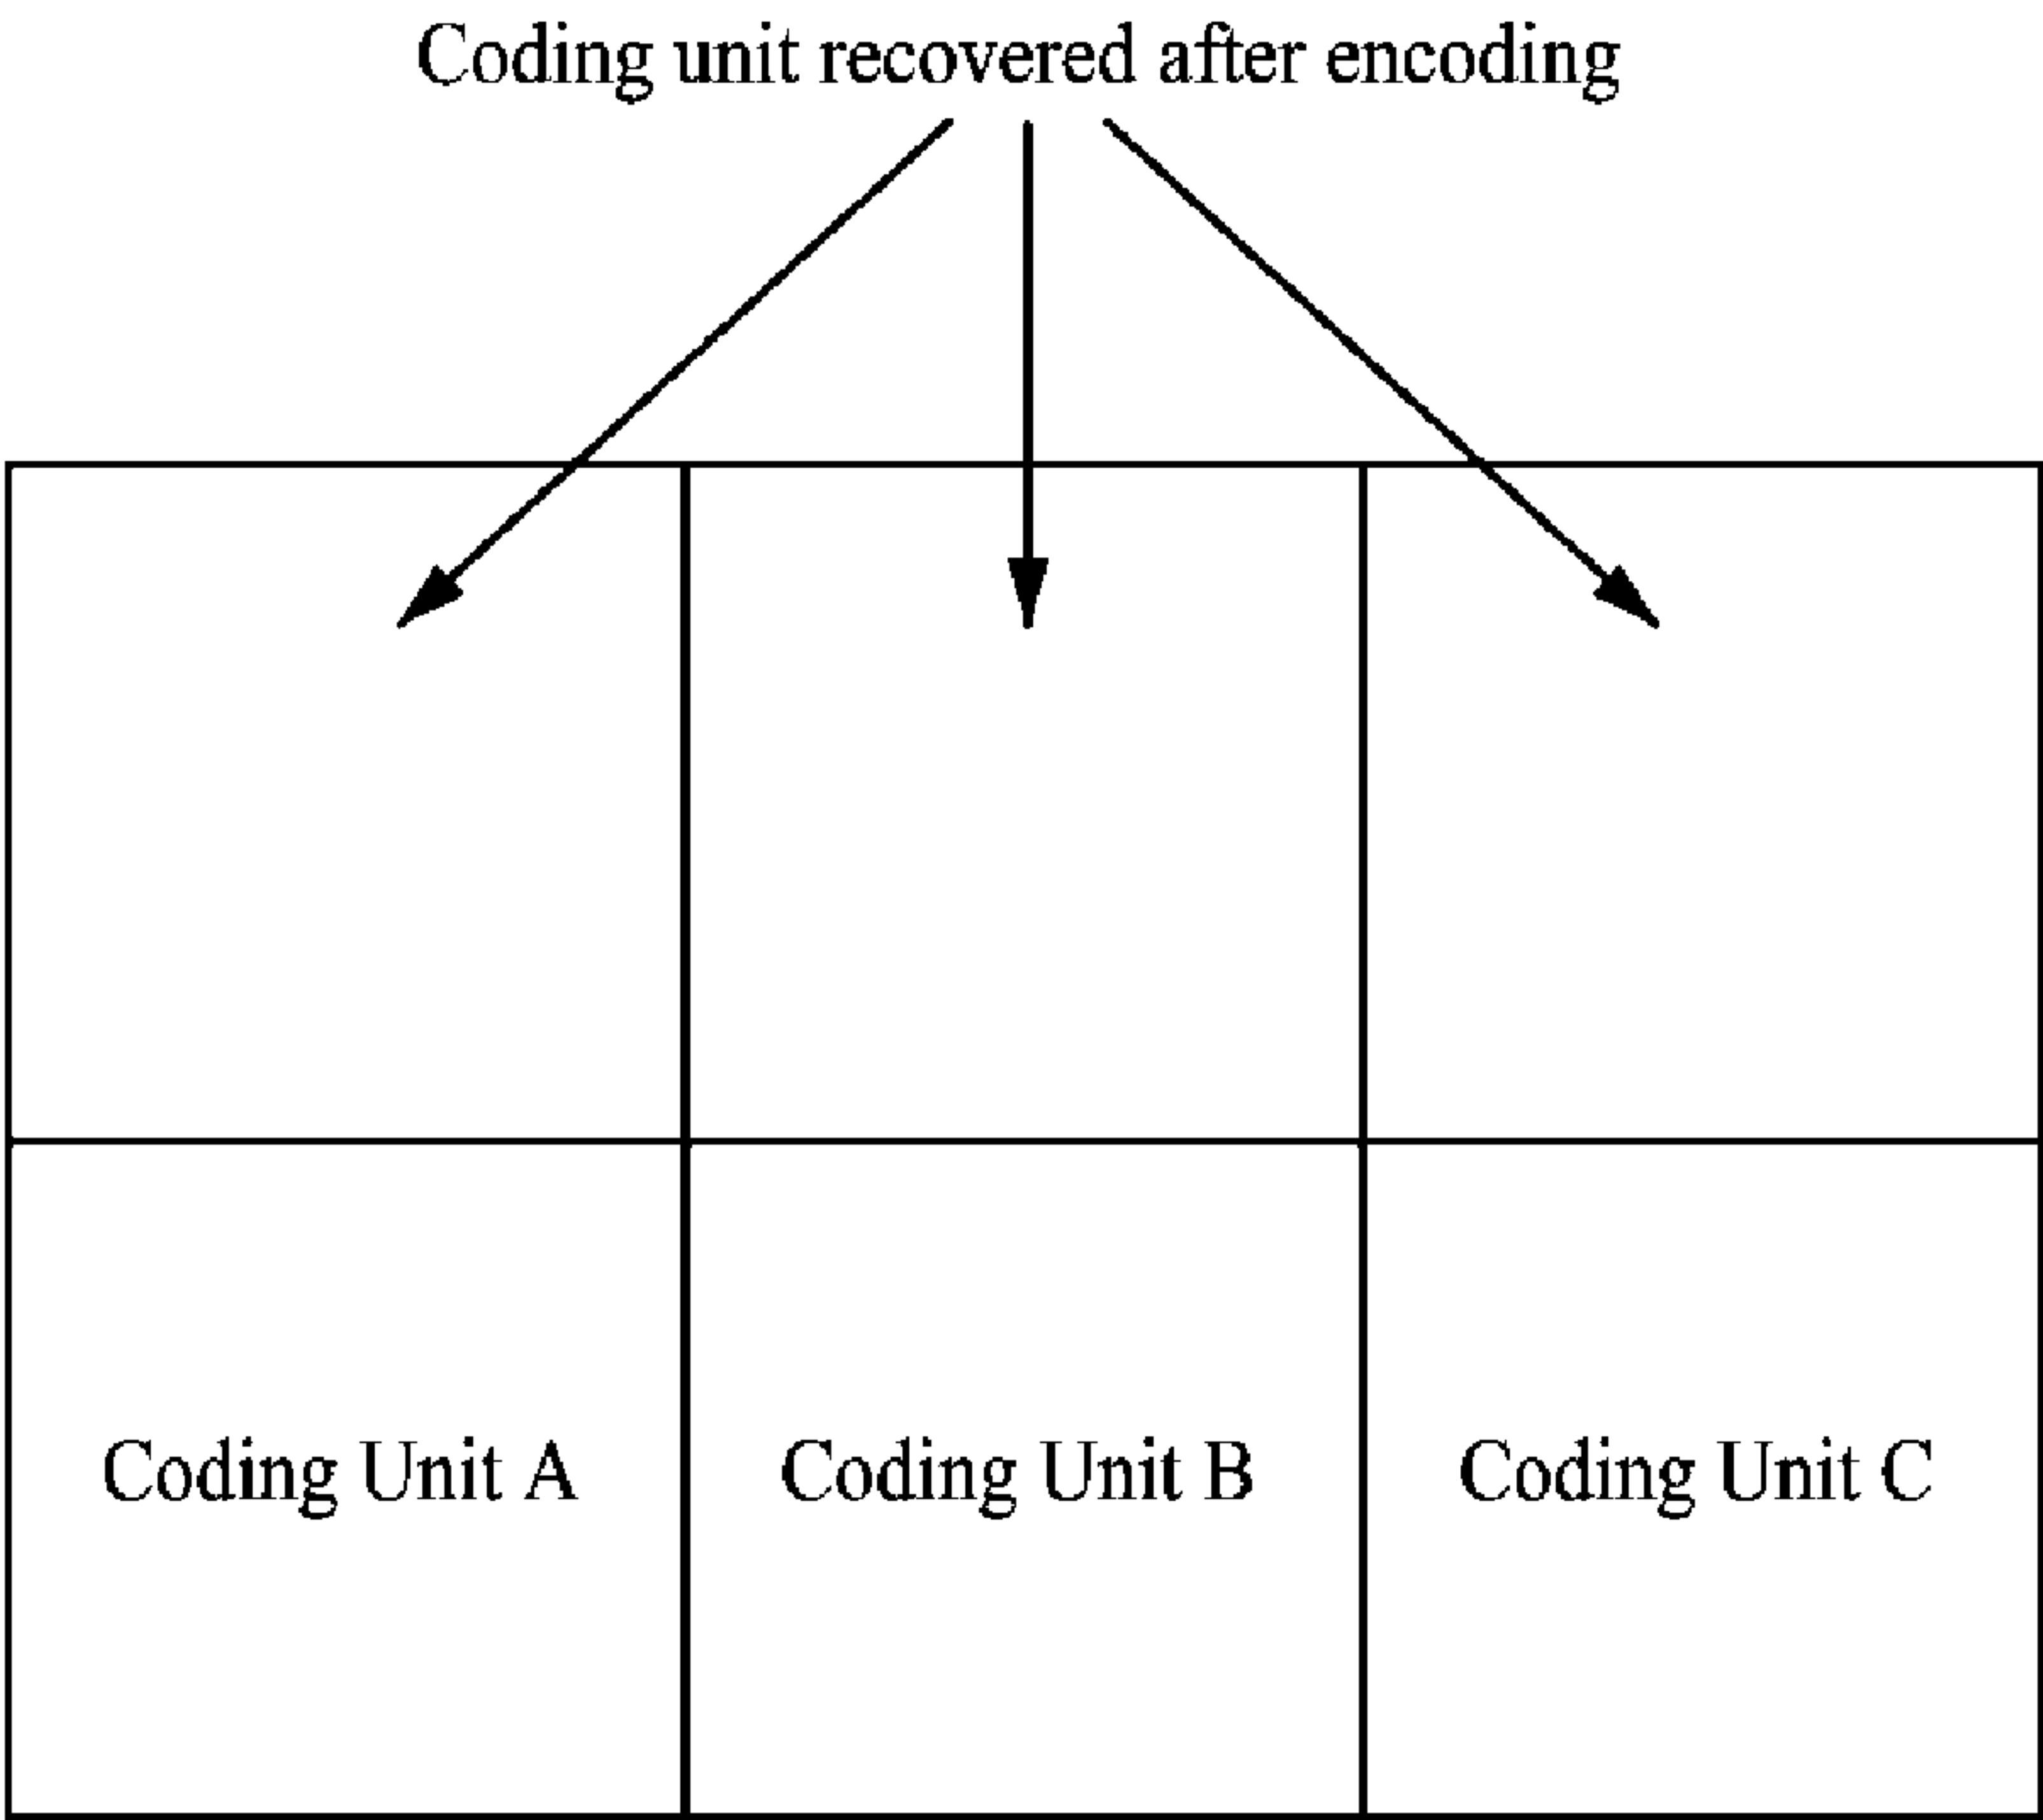 Coding unit recovered after encoding
Coding Unit A
Coding Unit B
Coding Unit C